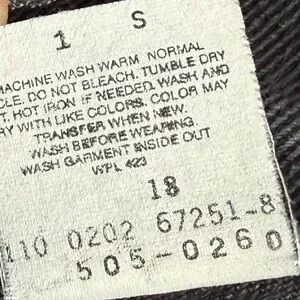 1 S
MACHINE WASH WARM NORMAL
CLE. DO NOT BLEACH. TUMBLE DRY
T. HOT IRON IF NEEDED. WASH AND
RY WITH LIKE COLORS. COLOR MAY
TRANSFER WHEN NEW.
WASH BEFORE WEARING.
WASH GARMENT INSIDE OUT
WPL 423
18
110 0202 67251-8
505-0260